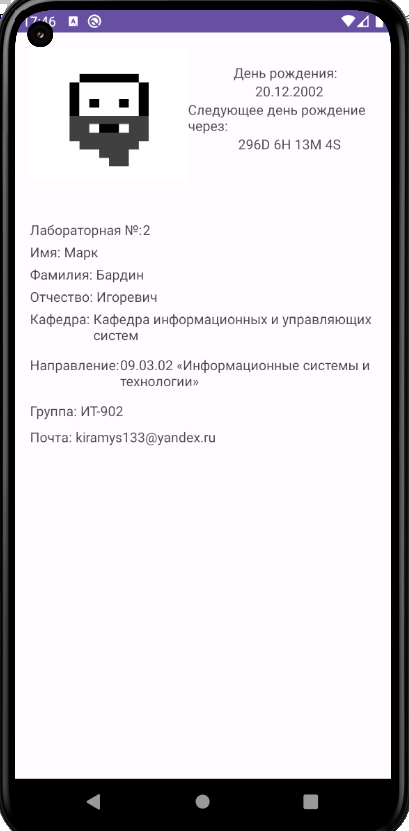 17:46
День рождения:
20.12.2002
Следующее день рождение
через:
296D 6H 13M 4S
Лабораторная №:2
Имя: Марк
Фамилия: Бардин
Отчество: Игоревич
Кафедра: Кафедра информационных и управляющих
систем
Направление:09.03.02 «Информационные системы и
технологии»
Группа: ИТ-902
Почта: kiramys133@yandex.ru